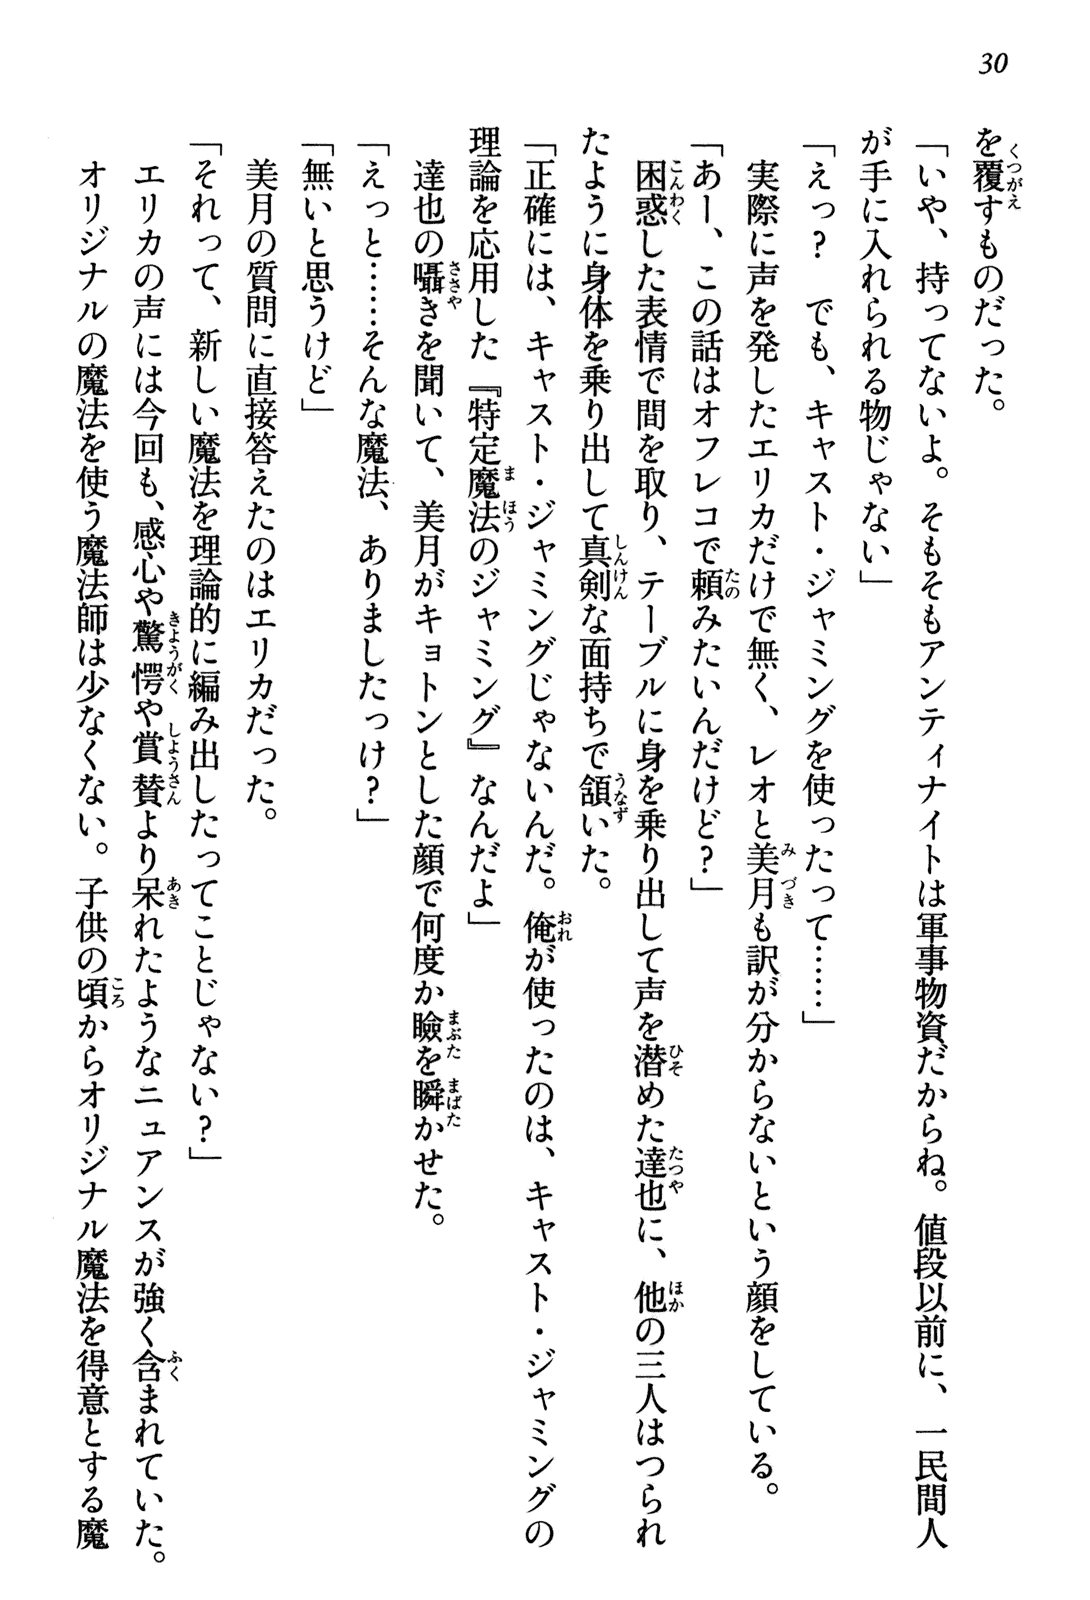 30
を覆すものだった。
「いや、持ってないよ。そもそもアンティナイトは軍事物資だからね。値段以前に、一民間人
が手に入れられる物じゃない」
「えっ？　でも、キャスト・ジャミングを使ったって……」
実際に声を発したエリカだけで無く、レオと美月も訳が分からないという顔をしている。
「あー、この話はオフレコで頼みたいんだけど？」
困惑した表情で間を取り、テーブルに身を乗り出して声を潜めた達也に、他の三人はつられ
たように身体を乗り出して真剣な面持ちで頷いた。
「正確には、キャスト・ジャミングじゃないんだ。俺が使ったのは、キャスト・ジャミングの
理論を応用した『特定魔法のジャミング』なんだよ」
達也の囁きを聞いて、美月がキョトンとした顔で何度か瞼を瞬かせた。
「えっと……そんな魔法、ありましたっけ？」
「無いと思うけど」
美月の質問に直接答えたのはエリカだった。
「それって、新しい魔法を理論的に編み出したってことじゃない？」
エリカの声には今回も、感心や驚愕や賞賛より呆れたようなニュアンスが強く含まれていた。
オリジナルの魔法を使う魔法師は少なくない。子供の頃からオリジナル魔法を得意とする魔